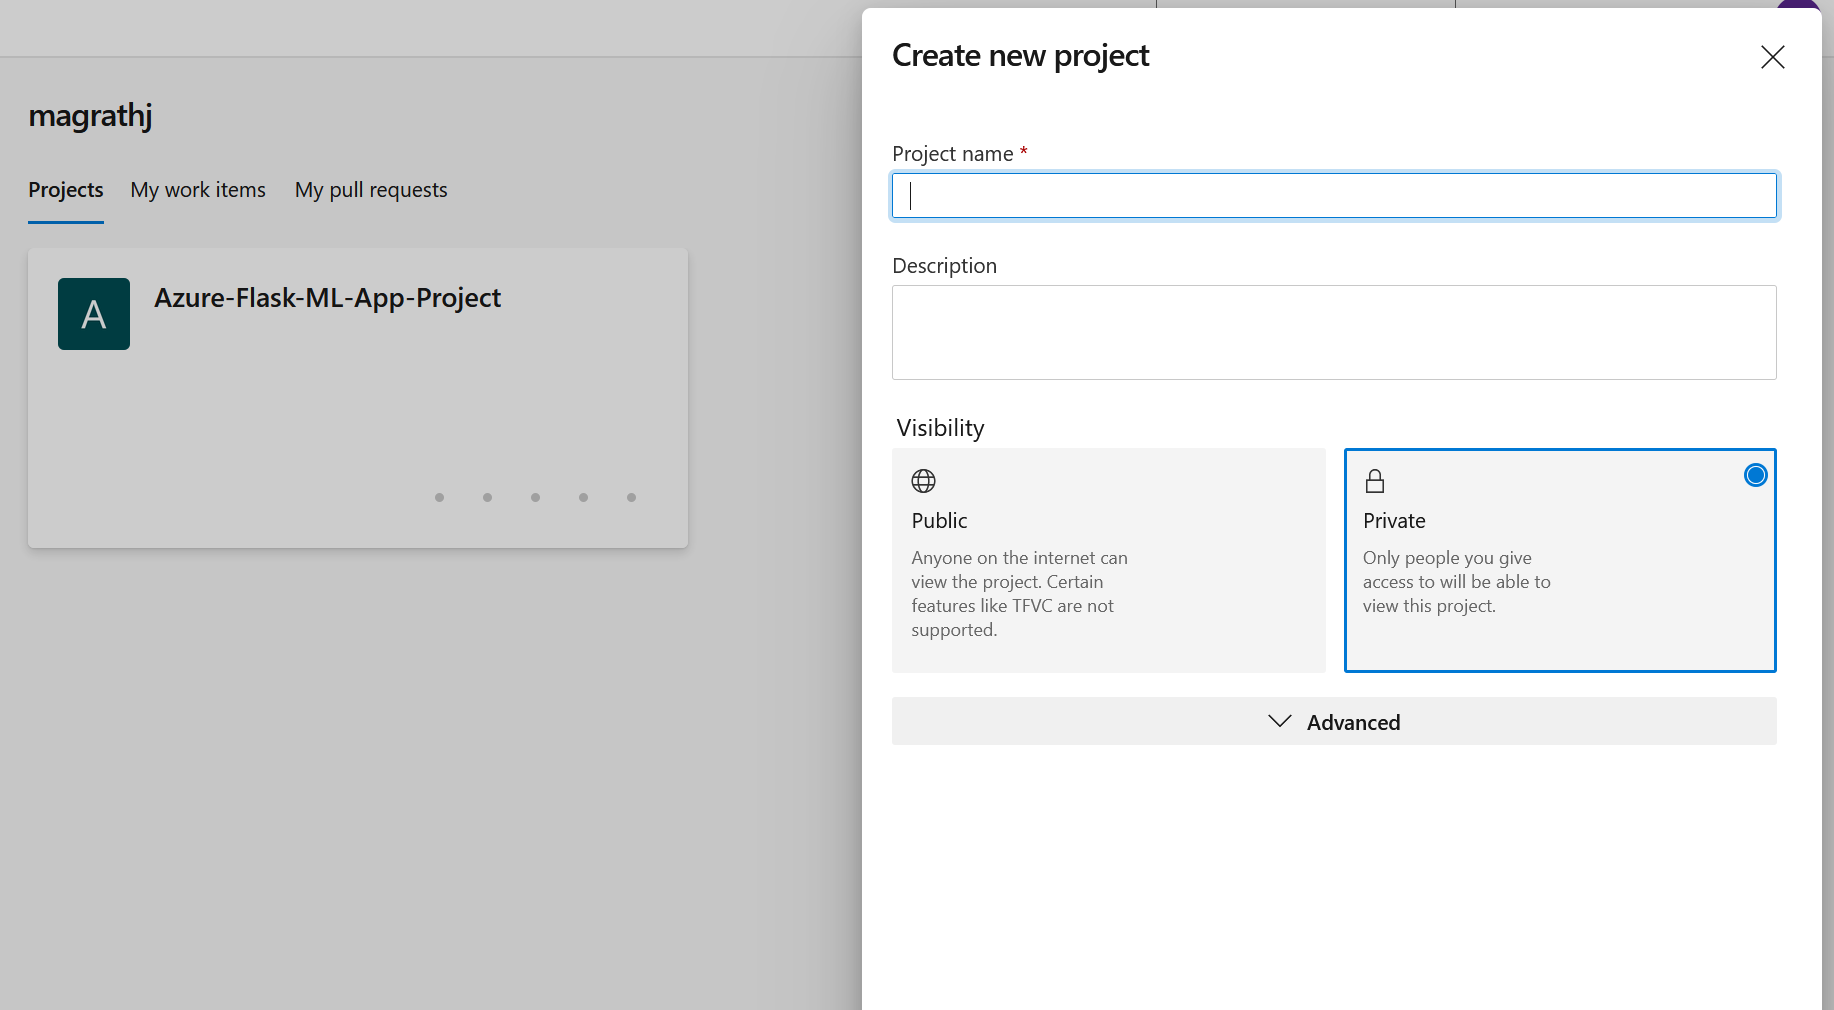 magrathj
Projects My work items My pull requests
A
Azure-Flask-ML-App-Project
Create new project
Project name *
Description
Visibility
Public
Anyone on the internet can
view the project. Certain
features like TFVC are not
supported.
Private
Only people you give
access to will be able to
view this project.
Advanced